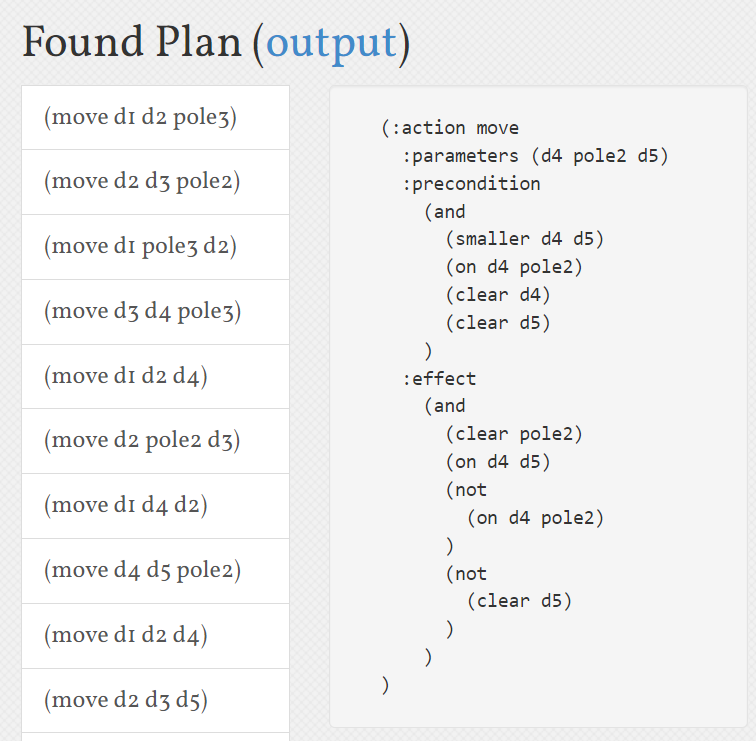 Found Plan (output)
(move d1 d2 pole3)
(move d2 d3 pole2)
(move d1 pole3 d2)
(move d3 d4 pole3)
(move d1 d2 d4)
(move d2 pole2 d3)
(move d1 d4 d2)
(move d4 d5 pole2)
(move d1 d2 d4)
(move d2 d3 d5)
(:action move
  :parameters (d4 pole2 d5)
  :precondition
    (and
      (smaller d4 d5)
      (on d4 pole2)
      (clear d4)
      (clear d5)
    )
  :effect
    (and
      (clear pole2)
      (on d4 d5)
      (not
        (on d4 pole2)
      )
      (not
        (clear d5)
      )
    )
)